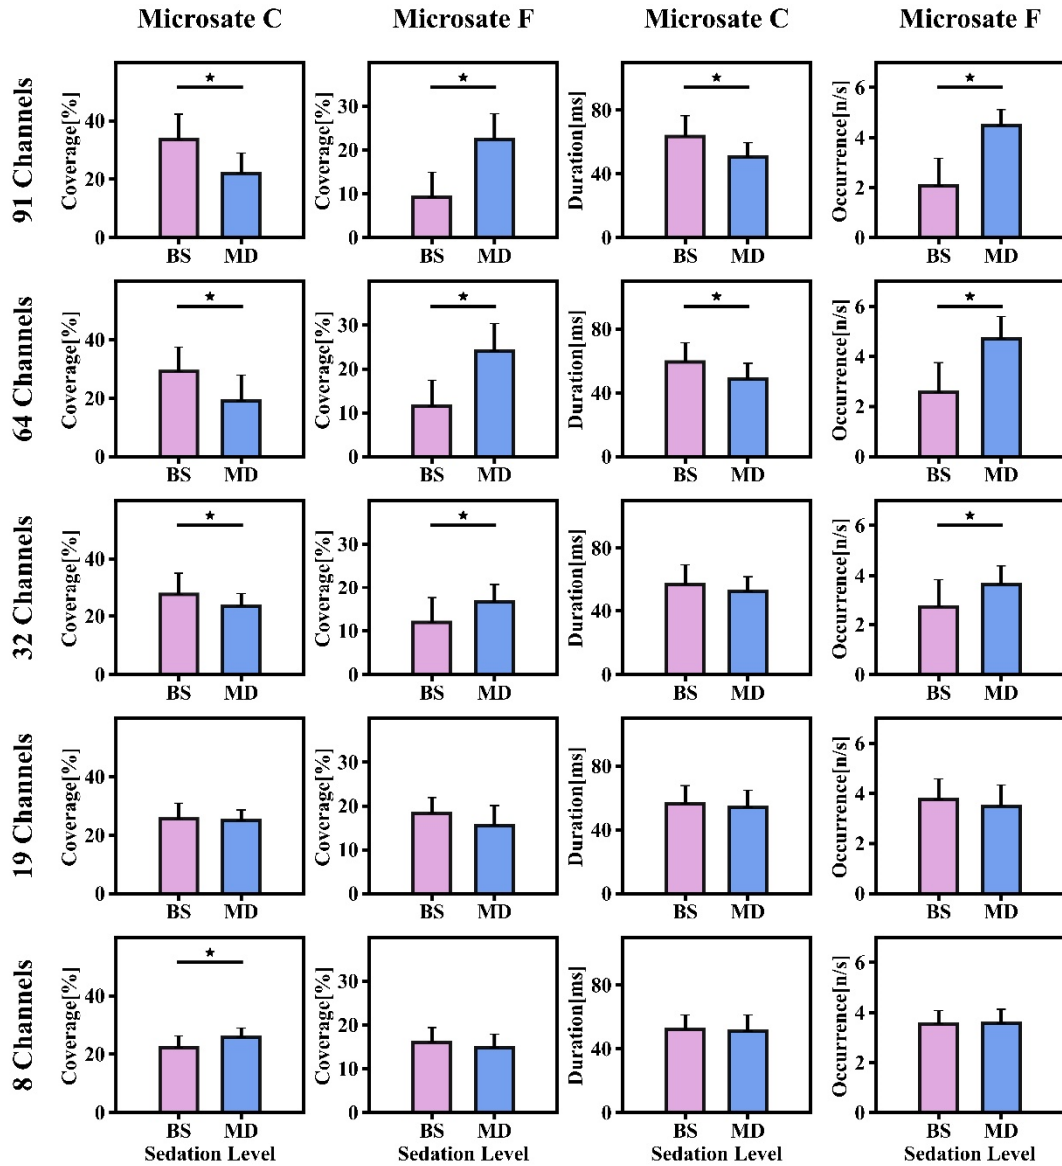 Microsate C Microsate F Microsate C Microsate F
91 Channels
Coverage[%]
40
20
0
BS MD
★
Coverage[%]
30
20
10
0
BS MD
★
Duration[ms]
80
40
0
BS MD
★
Occurrence[n/s]
6
4
2
0
BS MD
★
64 Channels
Coverage[%]
40
20
0
BS MD
★
Coverage[%]
30
20
10
0
BS MD
★
Duration[ms]
80
40
0
BS MD
★
Occurrence[n/s]
6
4
2
0
BS MD
★
32 Channels
Coverage[%]
40
20
0
BS MD
★
Coverage[%]
30
20
10
0
BS MD
★
Duration[ms]
80
40
0
BS MD
Occurrence[n/s]
6
4
2
0
BS MD
★
19 Channels
Coverage[%]
40
20
0
BS MD
Coverage[%]
30
20
10
0
BS MD
Duration[ms]
80
40
0
BS MD
Occurrence[n/s]
6
4
2
0
BS MD
8 Channels
Coverage[%]
40
20
0
BS MD
★
Sedation Level
Coverage[%]
30
20
10
0
BS MD
Sedation Level
Duration[ms]
80
40
0
BS MD
Sedation Level
Occurrence[n/s]
6
4
2
0
BS MD
Sedation Level